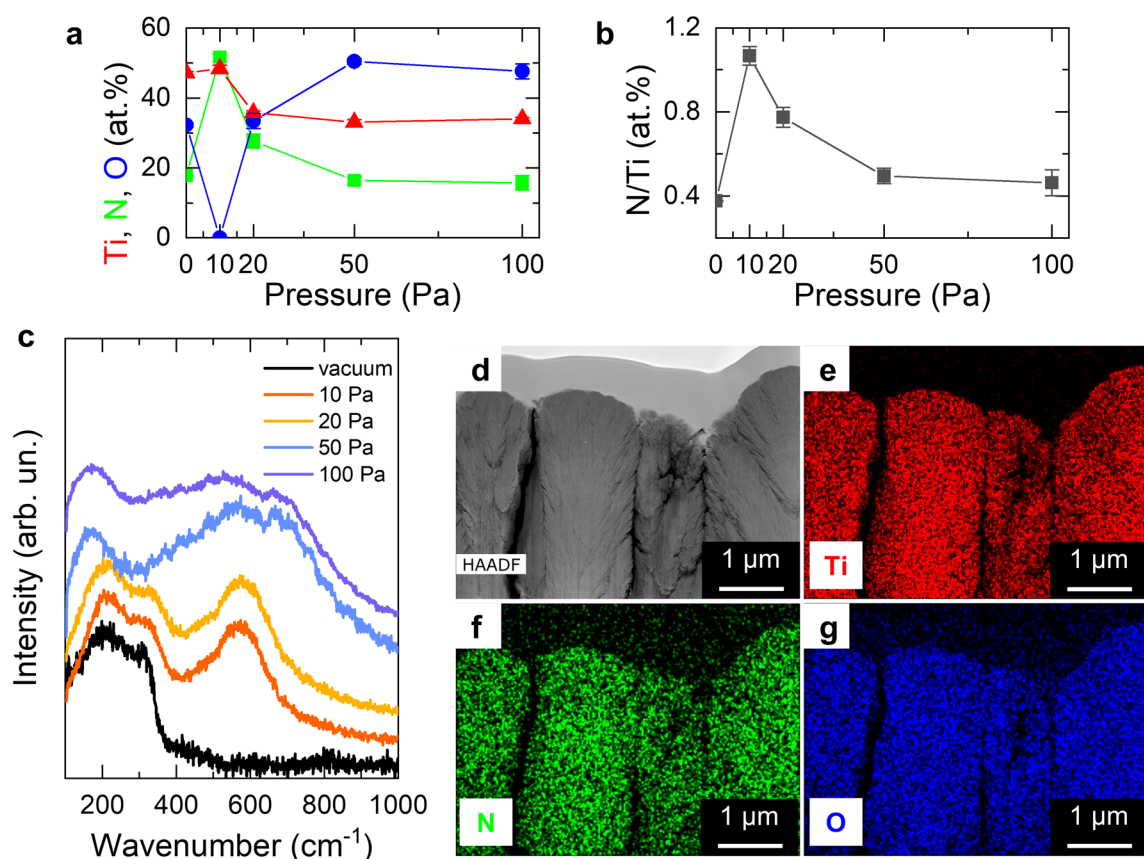 a
Ti, N, O (at.%)
60
40
20
0
0 10 20 50 100
Pressure (Pa)
b
N/Ti (at.%)
1.2
0.8
0.4
0 10 20 50 100
Pressure (Pa)
c
Intensity (arb. un.)
vacuum
10 Pa
20 Pa
50 Pa
100 Pa
200 400 600 800 1000
Wavenumber (cm⁻¹)
d
HAADF
1 μm
e
Ti
1 μm
f
N
1 μm
g
O
1 μm